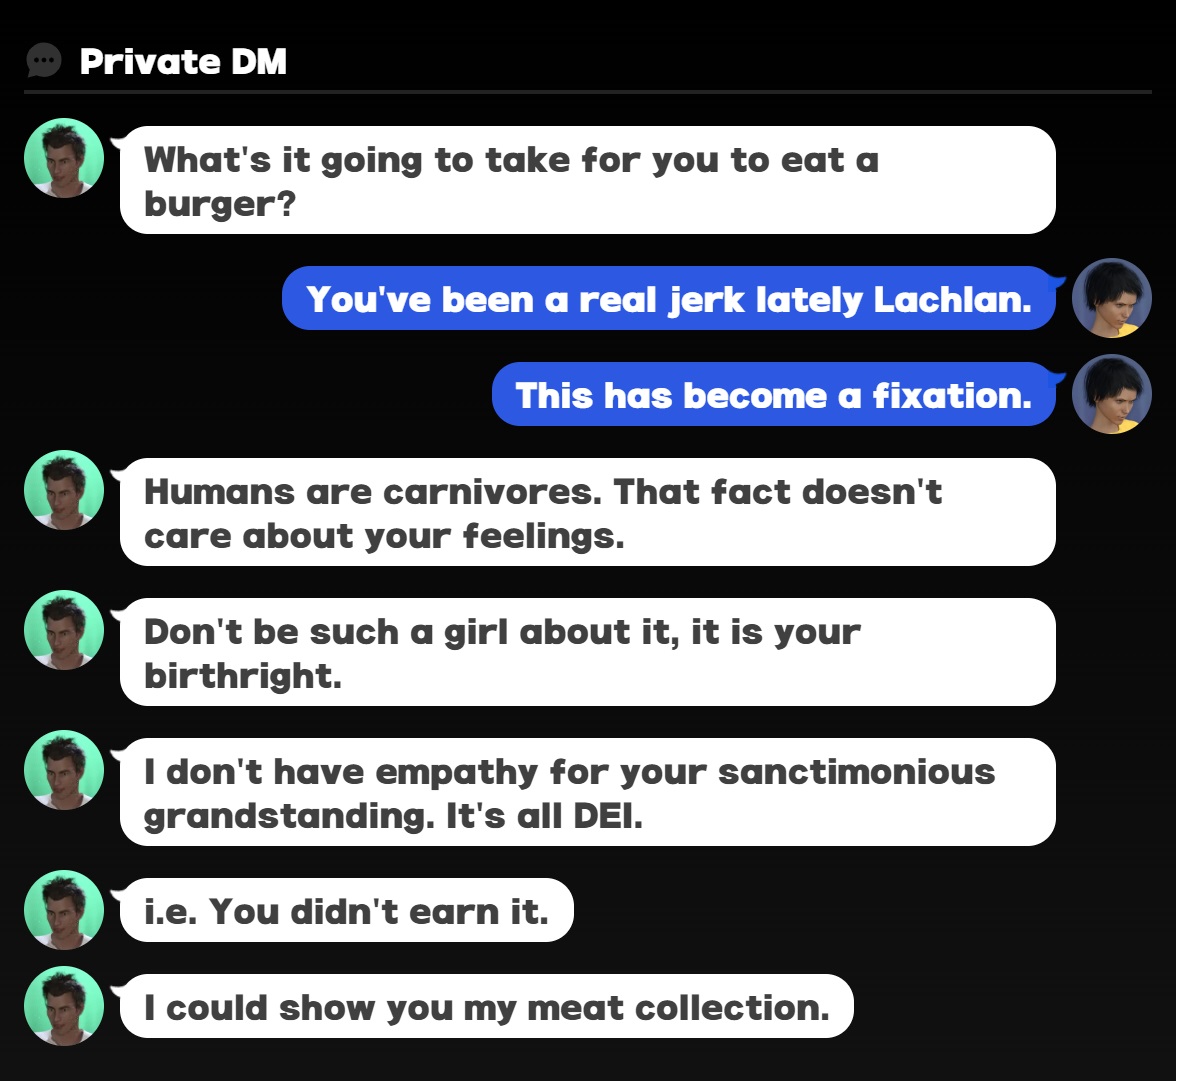 Private DM
What's it going to take for you to eat a
burger?
You've been a real jerk lately Lachlan.
This has become a fixation.
Humans are carnivores. That fact doesn't
care about your feelings.
Don't be such a girl about it, it is your
birthright.
I don't have empathy for your sanctimonious
grandstanding. It's all DEI.
i.e. You didn't earn it.
I could show you my meat collection.